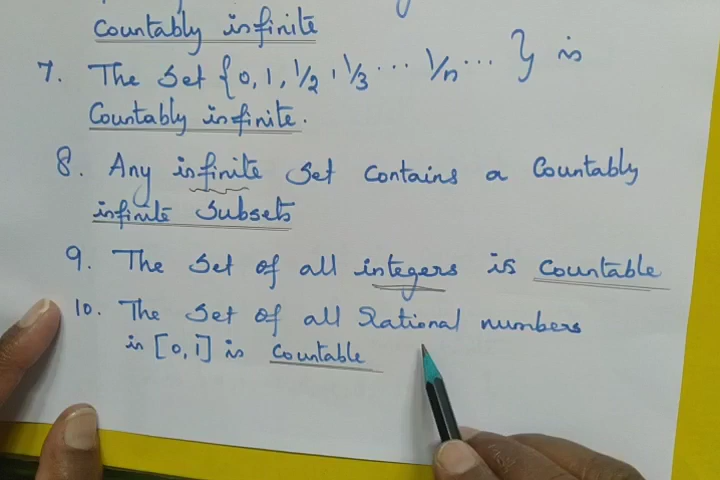 Countably infinite
7. The set {0, 1, 1/2, 1/3 ... 1/n ... } is
Countably infinite.
8. Any infinite set contains a Countably
infinite subsets
9. The set of all integers is countable
10. The set of all rational numbers
in [0,1] is countable